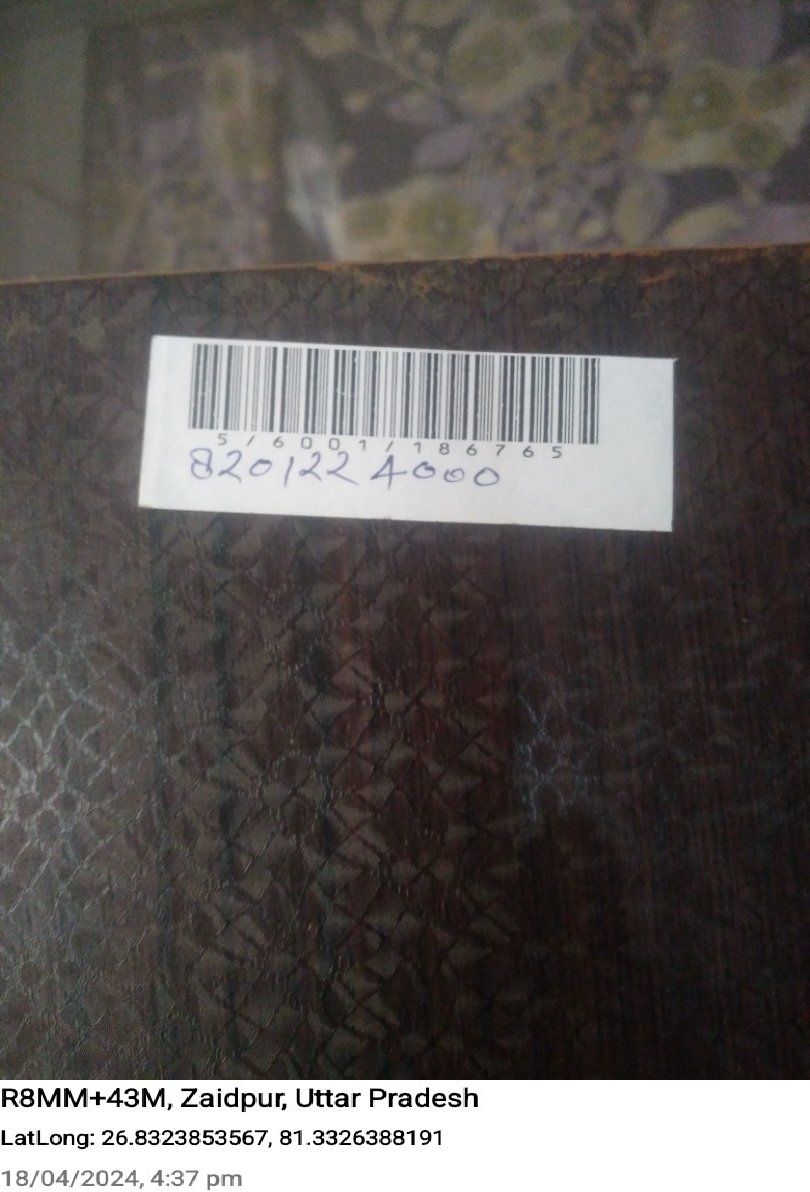 5/6001/186765
8201224000
R8MM+43M, Zaidpur, Uttar Pradesh
LatLong: 26.8323853567, 81.3326388191
18/04/2024, 4:37 pm